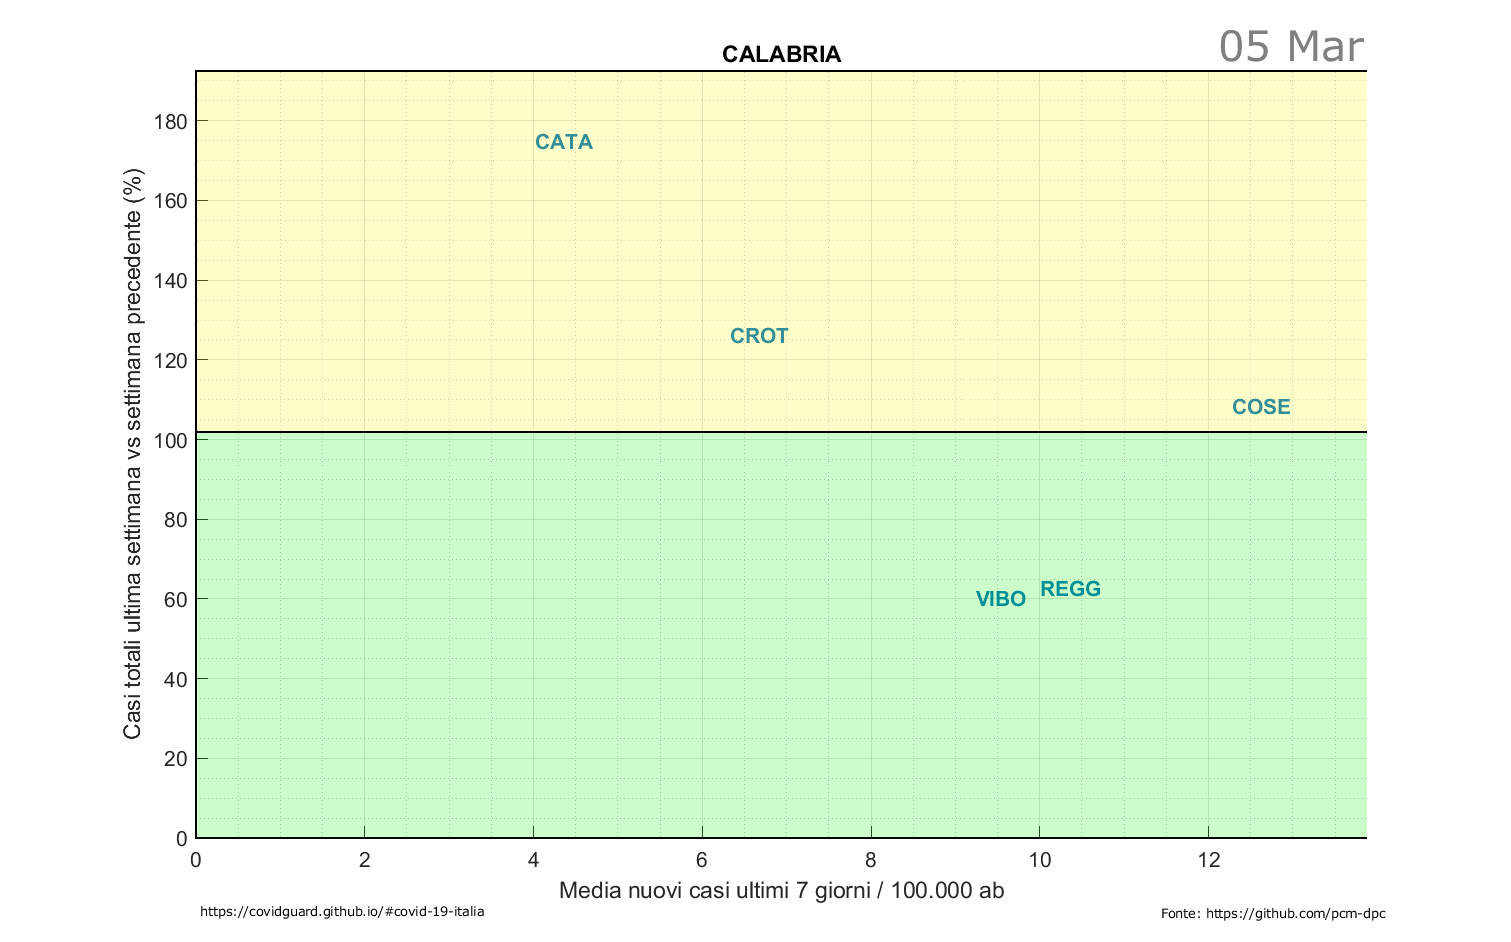 CALABRIA
05 Mar
Casi totali ultima settimana vs settimana precedente (%)
180
160
140
120
100
80
60
40
20
0
CATA
CROT
COSE
REGG
VIBO
0 2 4 6 8 10 12
Media nuovi casi ultimi 7 giorni / 100.000 ab
https://covidguard.github.io/#covid-19-italia
Fonte: https://github.com/pcm-dpc